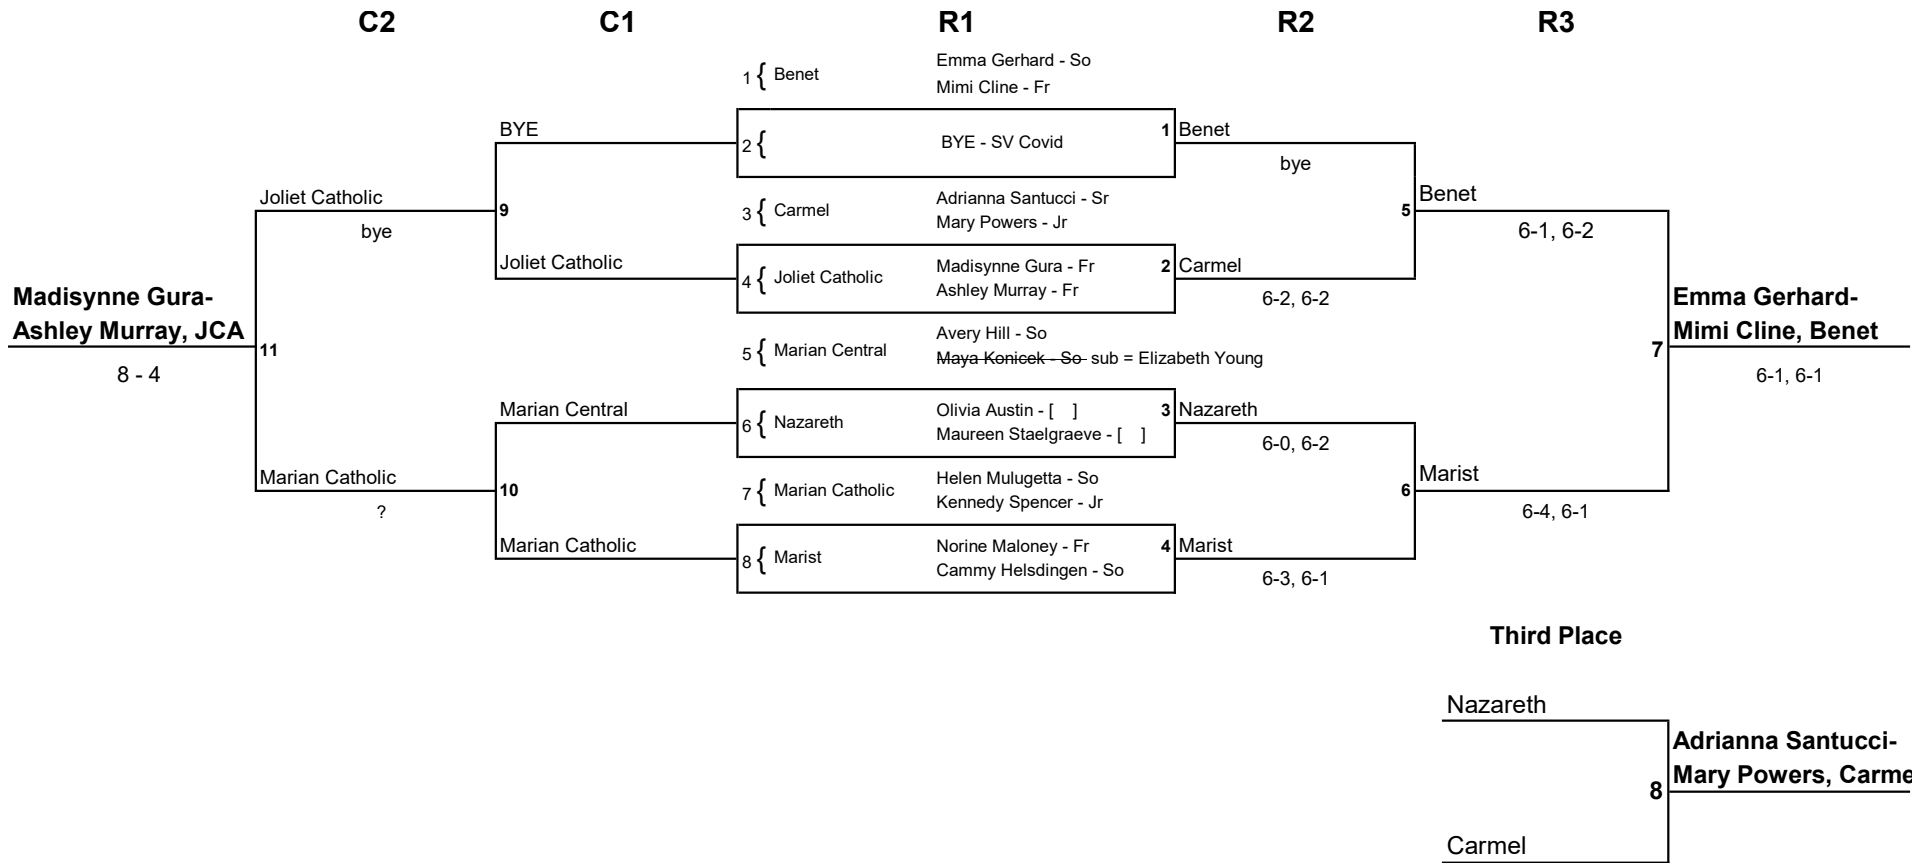 C2 C1 R1 R2 R3
1 { Benet Emma Gerhard - So
Mimi Cline - Fr
BYE 2 { BYE - SV Covid 1 Benet
bye
Joliet Catholic 9 3 { Carmel Adrianna Santucci - Sr 5 Benet
bye Mary Powers - Jr 6-1, 6-2
Joliet Catholic 4 { Joliet Catholic Madisynne Gura - Fr 2 Carmel
Ashley Murray - Fr 6-2, 6-2
Madisynne Gura- Emma Gerhard-
Ashley Murray, JCA Avery Hill - So Mimi Cline, Benet
11 5 { Marian Central Maya Konicek - So sub = Elizabeth Young 7
8 - 4 6-1, 6-1
Marian Central 6 { Nazareth Olivia Austin - [ ] 3 Nazareth
Maureen Staelgraeve - [ ] 6-0, 6-2
Marian Catholic 10 7 { Marian Catholic Helen Mulugetta - So 6 Marist
? Kennedy Spencer - Jr 6-4, 6-1
Marian Catholic 8 { Marist Norine Maloney - Fr 4 Marist
Cammy Helsdingen - So 6-3, 6-1
Third Place
Nazareth
Adrianna Santucci-
Mary Powers, Carme
8
Carmel